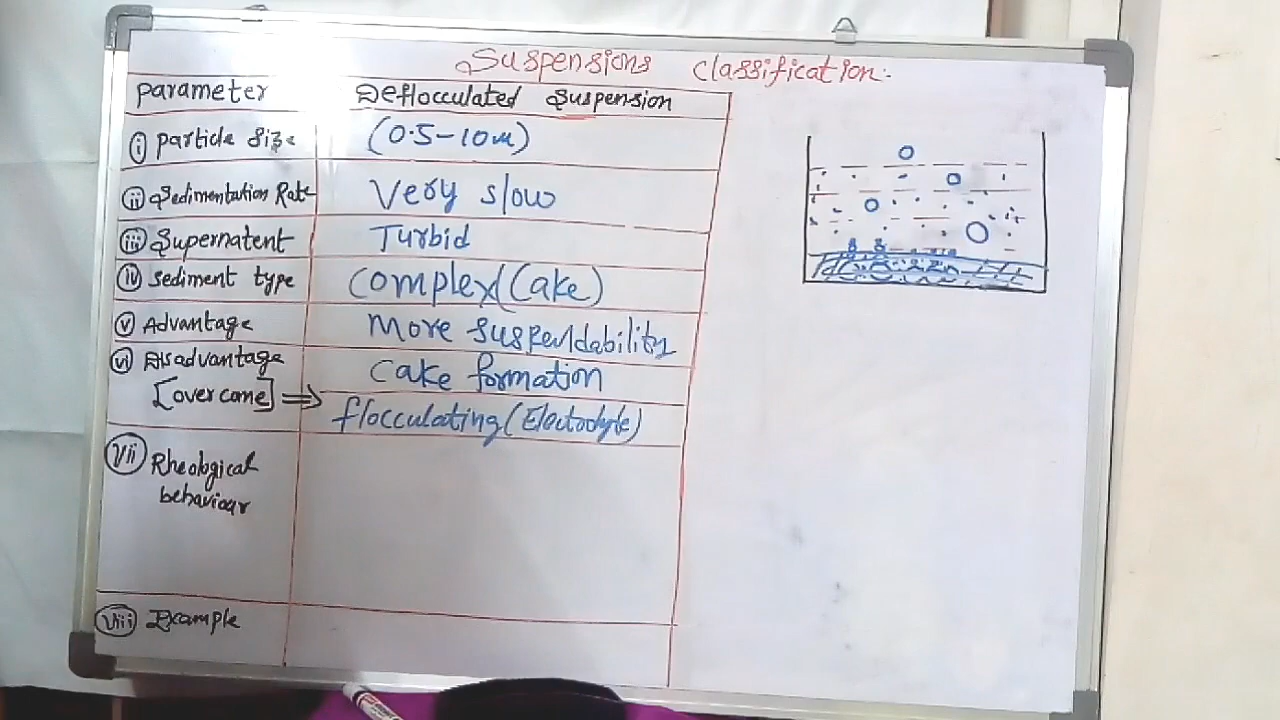 Suspensions Classification:-
parameter Deflocculated Suspension
(i) particle size (0.5-10µ)
(ii) Sedimentation Rate Very slow
(iii) Supernatent Turbid
(iv) sediment type Complex (Cake)
(v) Advantage More suspendability
(vi) Disadvantage Cake formation
[over come] ⇒ flocculating (Electrolyte)
(vii) Rheological
behaviour
(viii) Example